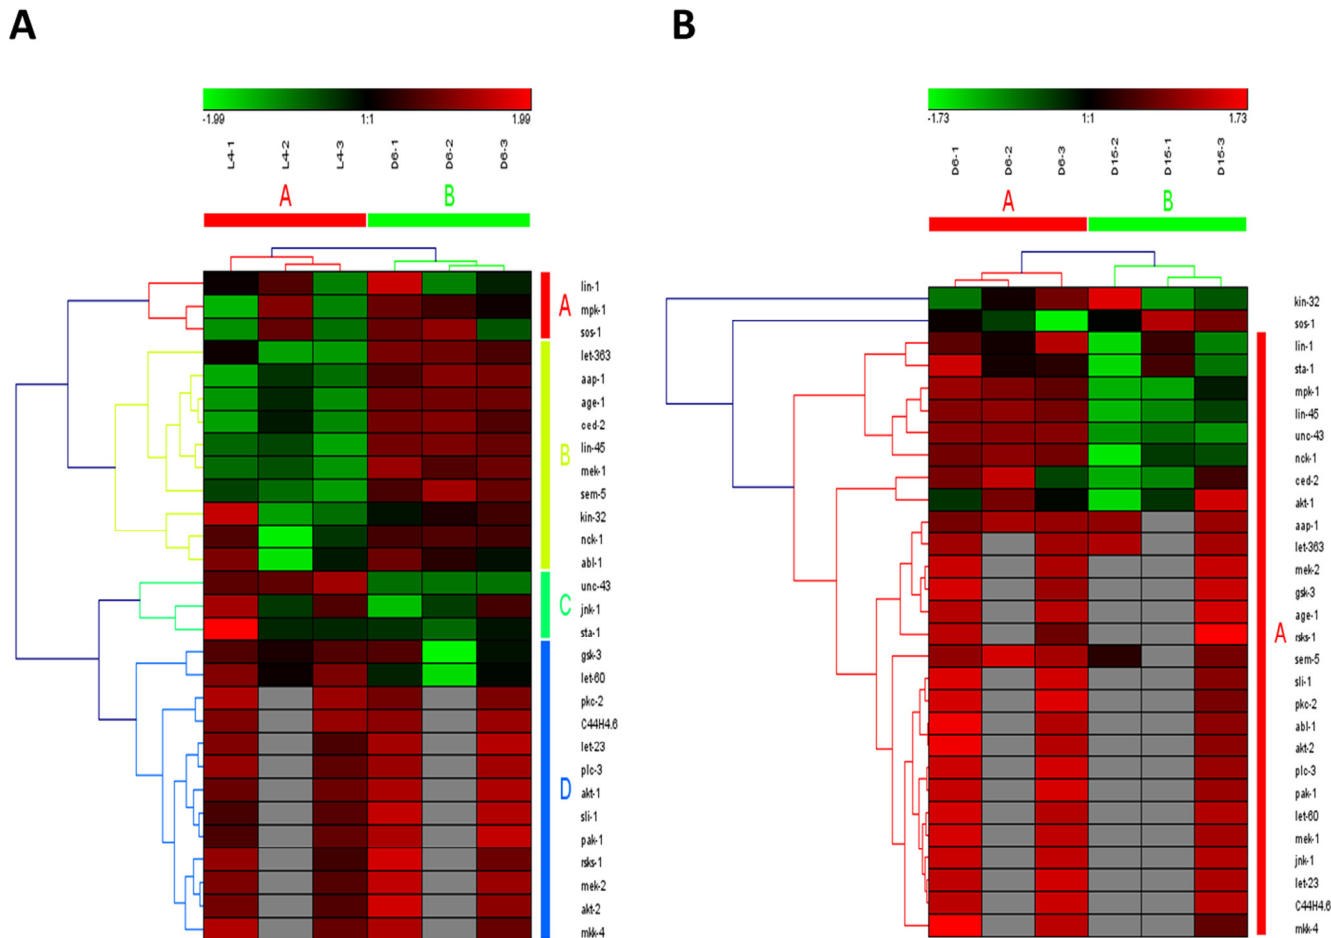 A
B
-1.99 1:1 1.99
L4-1 L4-2 L4-3 D6-1 D6-2 D6-3
A B
lin-1
mpk-1
sos-1
let-363
aap-1
age-1
ced-2
lin-45
mek-1
sem-5
kin-32
nck-1
abl-1
unc-43
jnk-1
sta-1
gsk-3
let-60
pkc-2
C44H4.6
let-23
plc-3
akt-1
sli-1
pak-1
rsks-1
mek-2
akt-2
mkk-4
A
B
C
D
-1.73 1:1 1.73
D6-1 D6-2 D6-3 D15-2 D15-1 D15-3
A B
kin-32
sos-1
lin-1
sta-1
mpk-1
lin-45
unc-43
nck-1
ced-2
akt-1
aap-1
let-363
mek-2
gsk-3
age-1
rsks-1
sem-5
sli-1
pkc-2
abl-1
akt-2
plc-3
pak-1
let-60
mek-1
jnk-1
let-23
C44H4.6
mkk-4
A